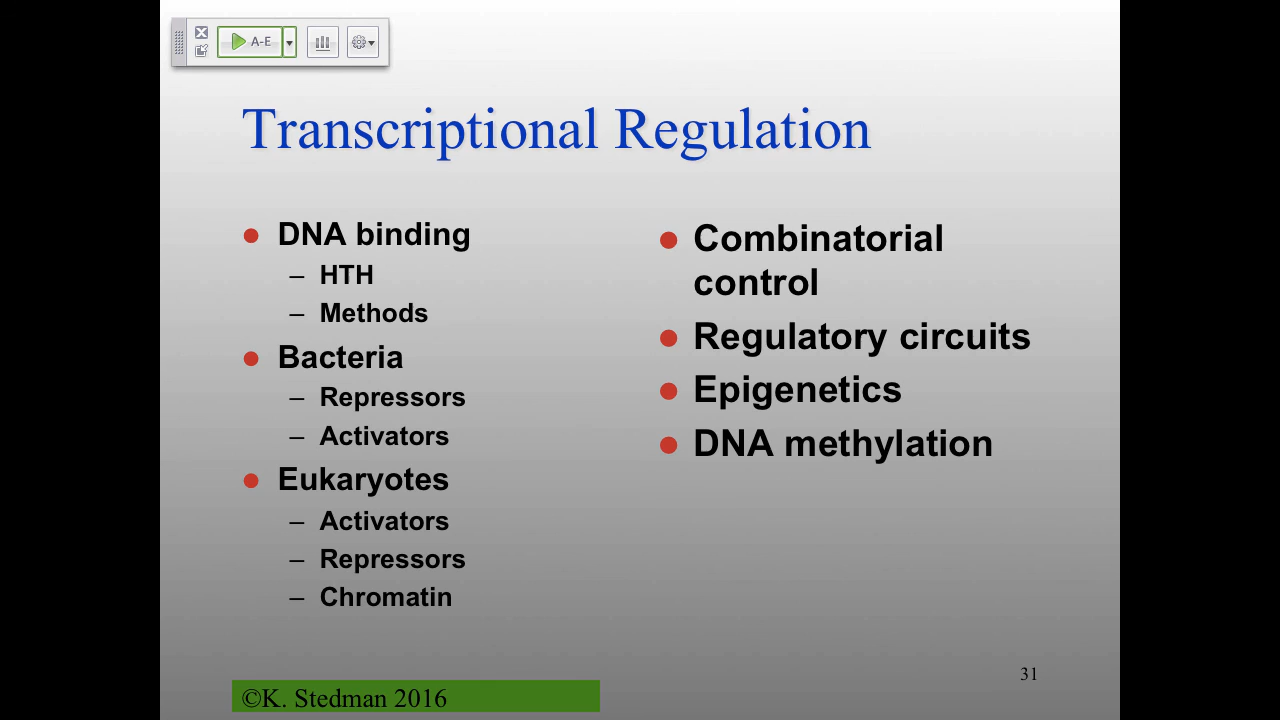 A-E
Transcriptional Regulation
DNA binding
– HTH
– Methods
Bacteria
– Repressors
– Activators
Eukaryotes
– Activators
– Repressors
– Chromatin
Combinatorial
control
Regulatory circuits
Epigenetics
DNA methylation
31
©K. Stedman 2016